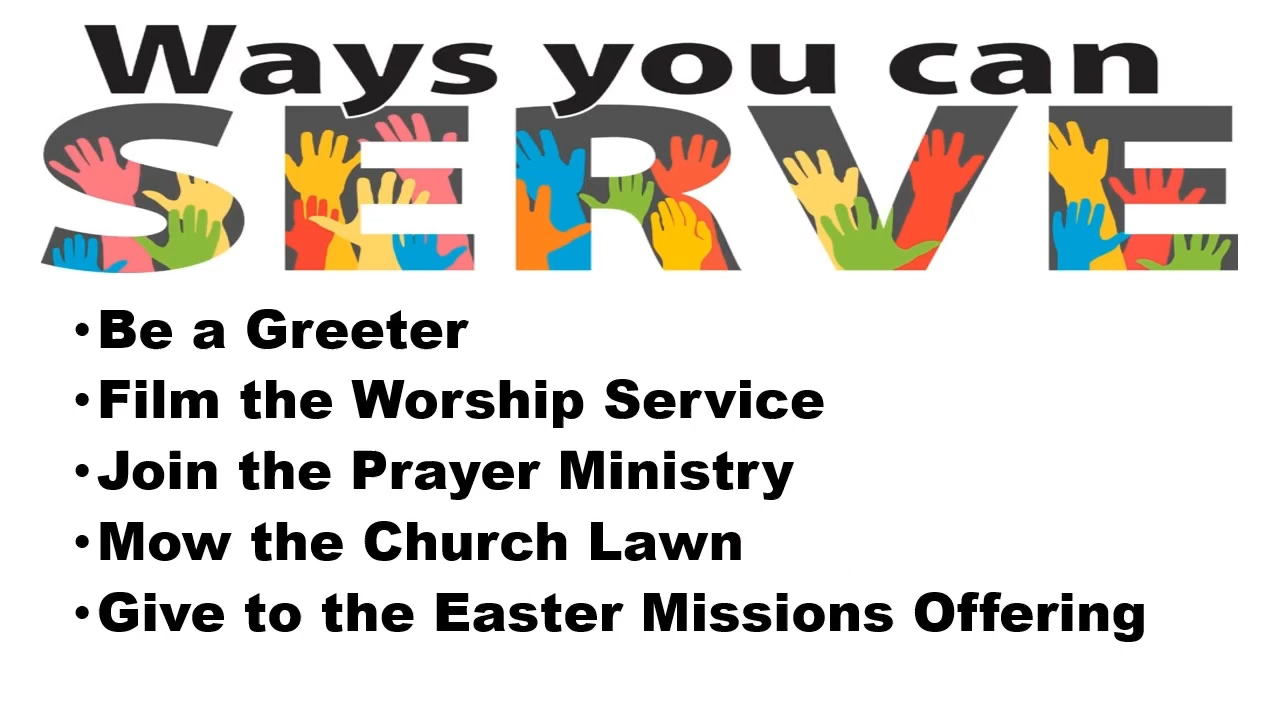 Ways you can
SERVE
• Be a Greeter
• Film the Worship Service
• Join the Prayer Ministry
• Mow the Church Lawn
• Give to the Easter Missions Offering